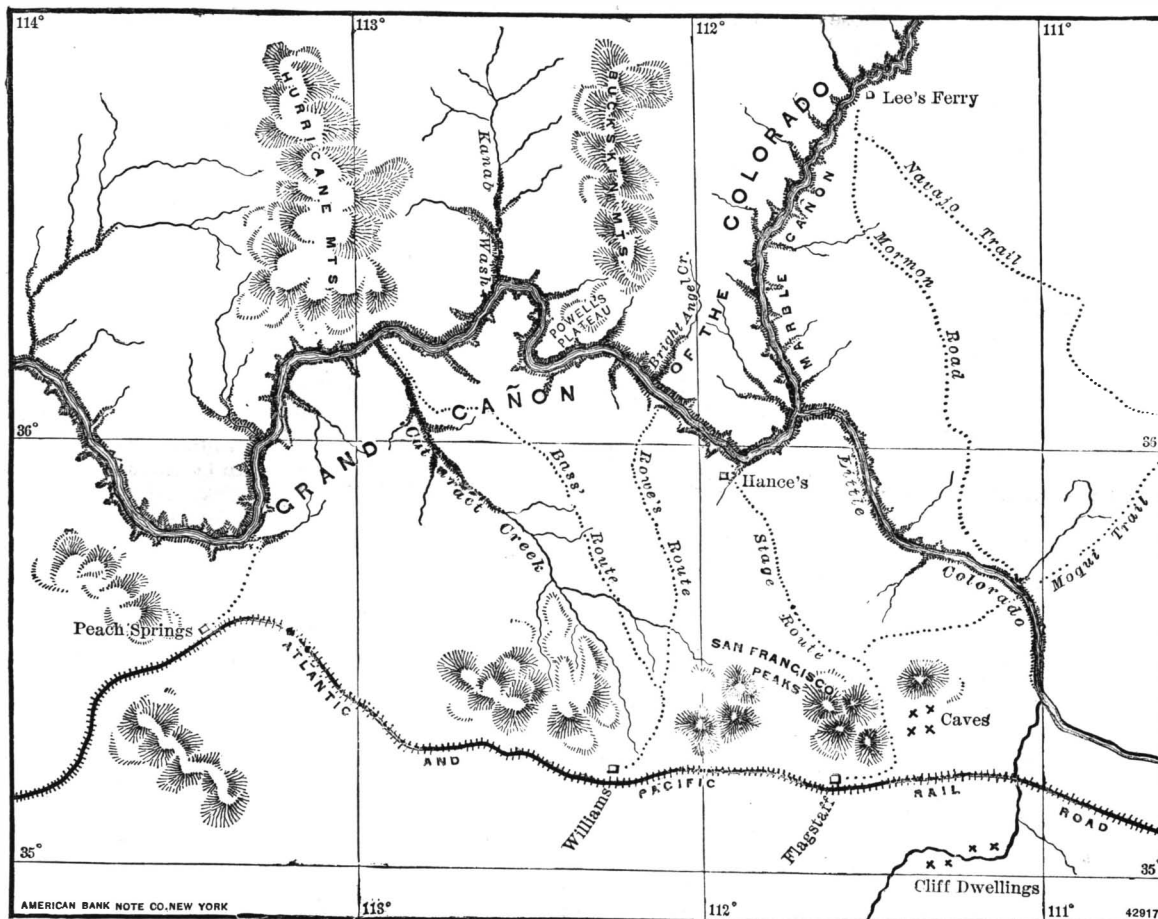 114°
113°
112°
111°
HURRICANE MTS
Kanab Wash
BUCKSKIN MTS.
Lee's Ferry
Navajo Trail
Mormon Road
MARBLE CAÑON
POWELL'S PLATEAU
Bright Angel Cr.
GRAND CAÑON OF THE COLORADO
36°
36
Cataract Creek
Bass' Route
Rowe's Route
Hance's
Stage Route
Little Colorado
Moqui Trail
Peach Springs
SAN FRANCISCO
PEAKS
Caves
ATLANTIC AND PACIFIC RAIL ROAD
Williams
Flagstaff
35°
35°
Cliff Dwellings
113°
112°
111°
AMERICAN BANK NOTE CO. NEW YORK
42917